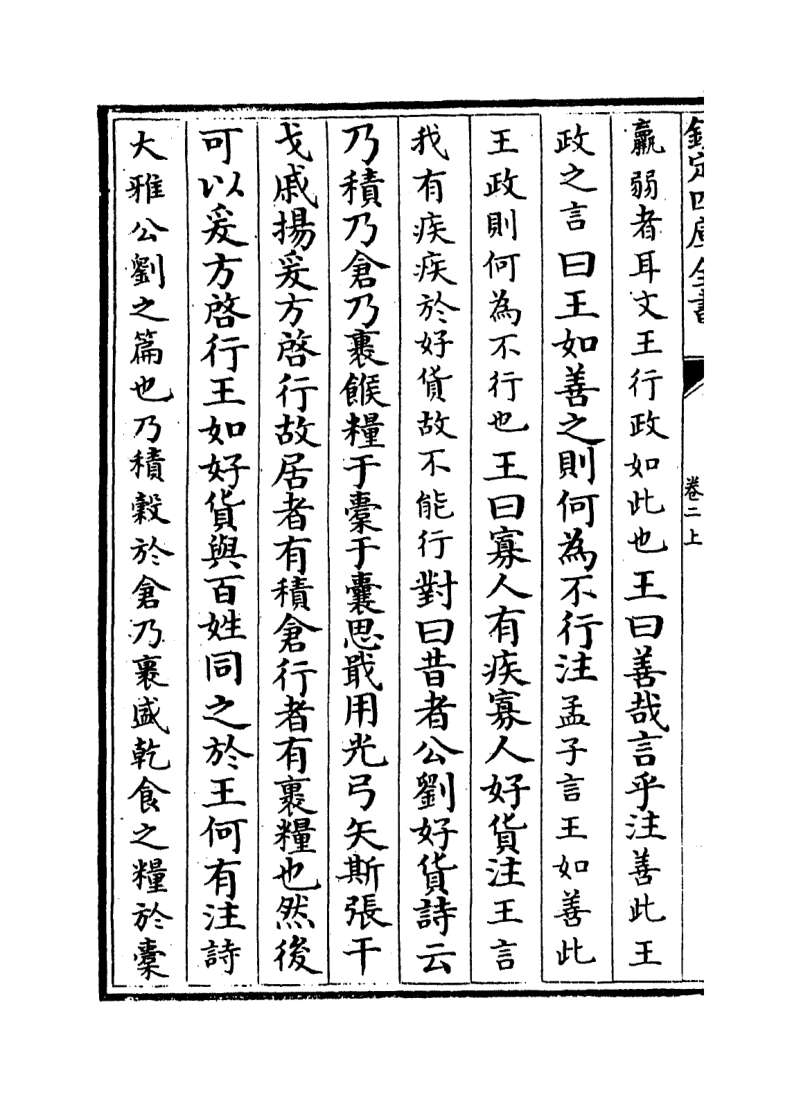 欽定四庫全書
卷二上
羸弱者耳文王行政如此也王曰善哉言乎注善此王
政之言曰王如善之則何為不行注孟子言王如善此
王政則何為不行也王曰寡人有疾寡人好貨注王言
我有疾疾於好貨故不能行對曰昔者公劉好貨詩云
乃積乃倉乃裹餱糧于橐于囊思戢用光弓矢斯張干
戈戚揚爰方啓行故居者有積倉行者有裹糧也然後
可以爰方啓行王如好貨與百姓同之於王何有注詩
大雅公劉之篇也乃積穀於倉乃裹盛乾食之糧於橐